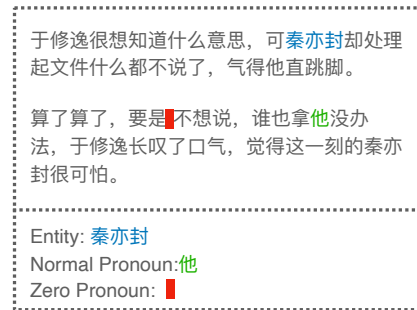 于修逸很想知道什么意思，可秦亦封却处理
起文件什么都不说了，气得他直跳脚。
算了算了，要是不想说，谁也拿他没办
法，于修逸长叹了口气，觉得这一刻的秦亦
封很可怕。
Entity: 秦亦封
Normal Pronoun:他
Zero Pronoun: